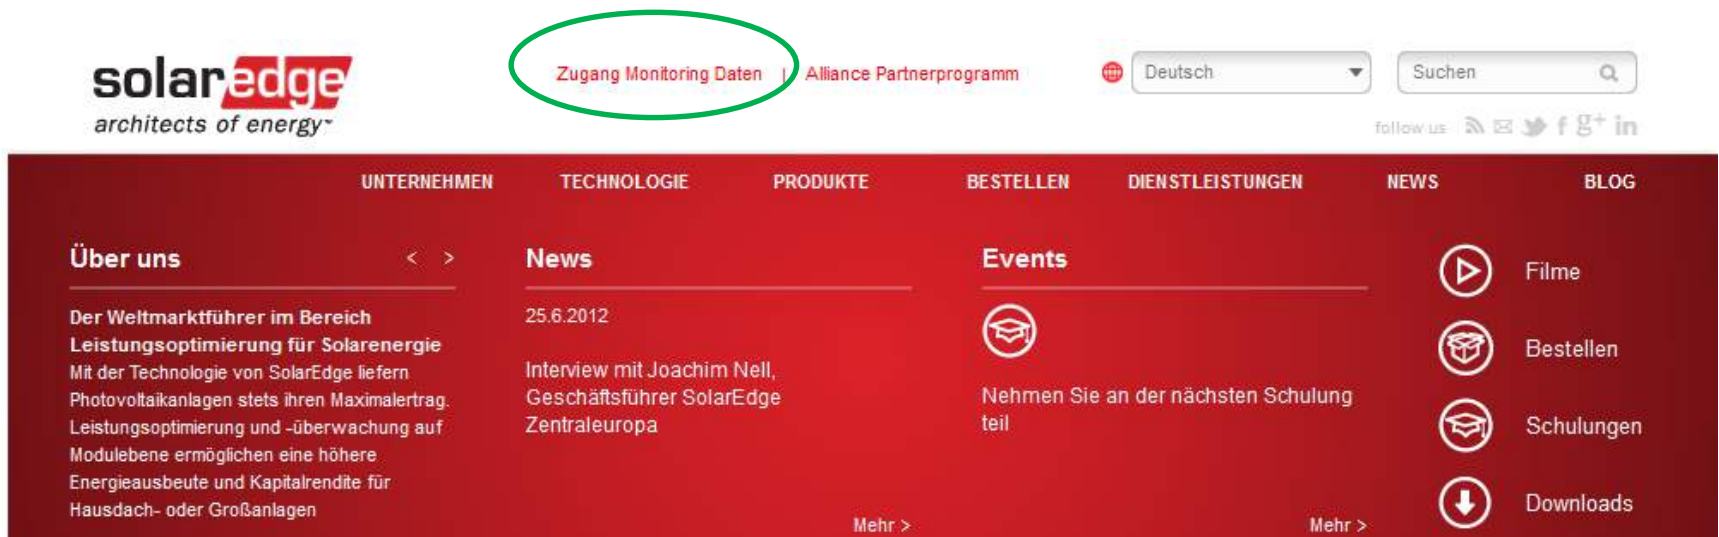 solaredge
architects of energy™
Zugang Monitoring Daten | Alliance Partnerprogramm
Deutsch
Suchen
follow us
UNTERNEHMEN TECHNOLOGIE PRODUKTE BESTELLEN DIENSTLEISTUNGEN NEWS BLOG
Über uns < >
Der Weltmarktführer im Bereich
Leistungsoptimierung für Solarenergie
Mit der Technologie von SolarEdge liefern
Photovoltaikanlagen stets ihren Maximalertrag.
Leistungsoptimierung und -überwachung auf
Modulebene ermöglichen eine höhere
Energieausbeute und Kapitalrendite für
Hausdach- oder Großanlagen
News
25.6.2012
Interview mit Joachim Nell,
Geschäftsführer SolarEdge
Zentraleuropa
Mehr >
Events
Nehmen Sie an der nächsten Schulung
teil
Mehr >
Filme
Bestellen
Schulungen
Downloads